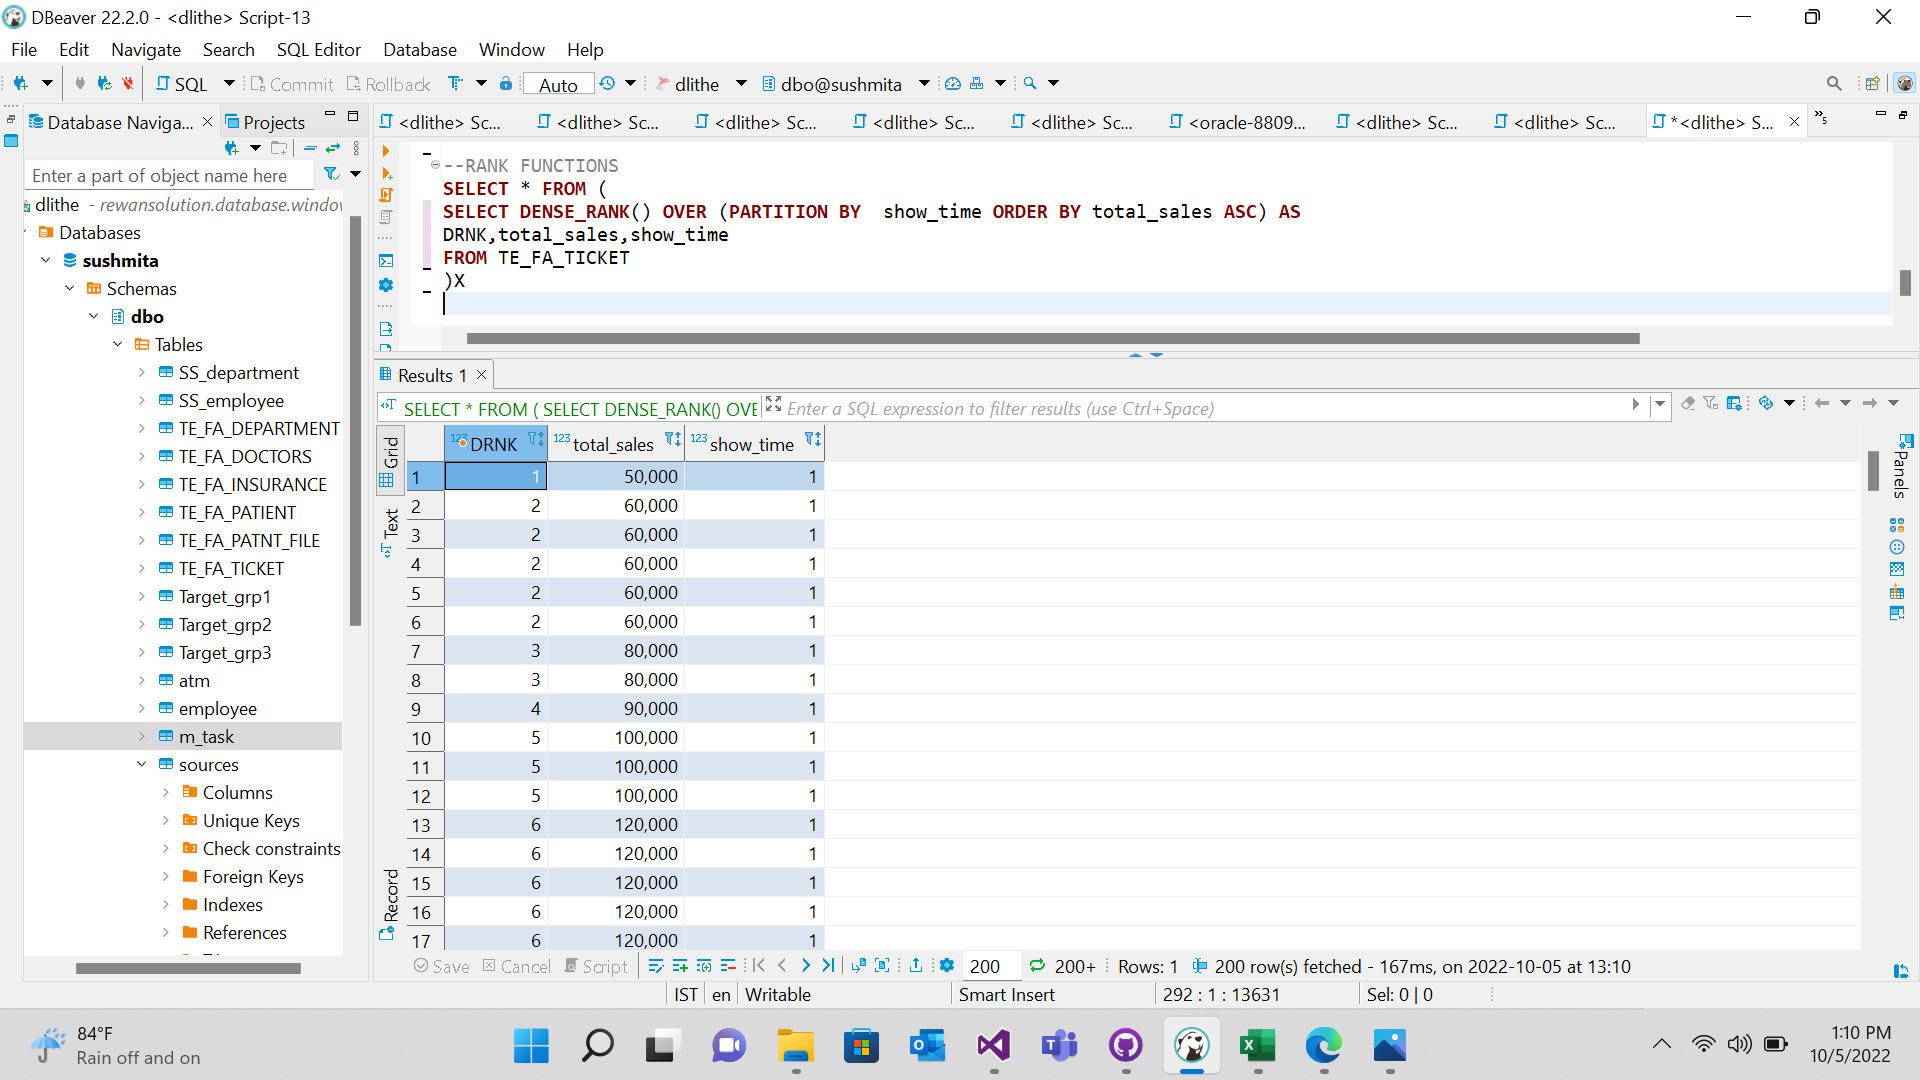 DBeaver 22.2.0 - <dlithe> Script-13
File Edit Navigate Search SQL Editor Database Window Help
SQL Commit Rollback Auto dlithe dbo@sushmita
Database Naviga... Projects
<dlithe> Sc... <dlithe> Sc... <dlithe> Sc... <dlithe> Sc... <dlithe> Sc... <oracle-8809... <dlithe> Sc... <dlithe> Sc... *<dlithe> S... »5
Enter a part of object name here
dlithe - rewansolution.database.window
Databases
sushmita
Schemas
dbo
Tables
SS_department
SS_employee
TE_FA_DEPARTMENT
TE_FA_DOCTORS
TE_FA_INSURANCE
TE_FA_PATIENT
TE_FA_PATNT_FILE
TE_FA_TICKET
Target_grp1
Target_grp2
Target_grp3
atm
employee
m_task
sources
Columns
Unique Keys
Check constraints
Foreign Keys
Indexes
References
--RANK FUNCTIONS
SELECT * FROM (
SELECT DENSE_RANK() OVER (PARTITION BY  show_time ORDER BY total_sales ASC) AS
DRNK,total_sales,show_time
FROM TE_FA_TICKET
)X
Results 1
SELECT * FROM ( SELECT DENSE_RANK() OVE Enter a SQL expression to filter results (use Ctrl+Space)
Grid
Text
Record
Panels
123 DRNK 123 total_sales 123 show_time
1 1 50,000 1
2 2 60,000 1
3 2 60,000 1
4 2 60,000 1
5 2 60,000 1
6 2 60,000 1
7 3 80,000 1
8 3 80,000 1
9 4 90,000 1
10 5 100,000 1
11 5 100,000 1
12 5 100,000 1
13 6 120,000 1
14 6 120,000 1
15 6 120,000 1
16 6 120,000 1
17 6 120,000 1
Save Cancel Script 200 200+ Rows: 1 200 row(s) fetched - 167ms, on 2022-10-05 at 13:10
IST en Writable Smart Insert 292 : 1 : 13631 Sel: 0 | 0
84°F
Rain off and on
1:10 PM
10/5/2022